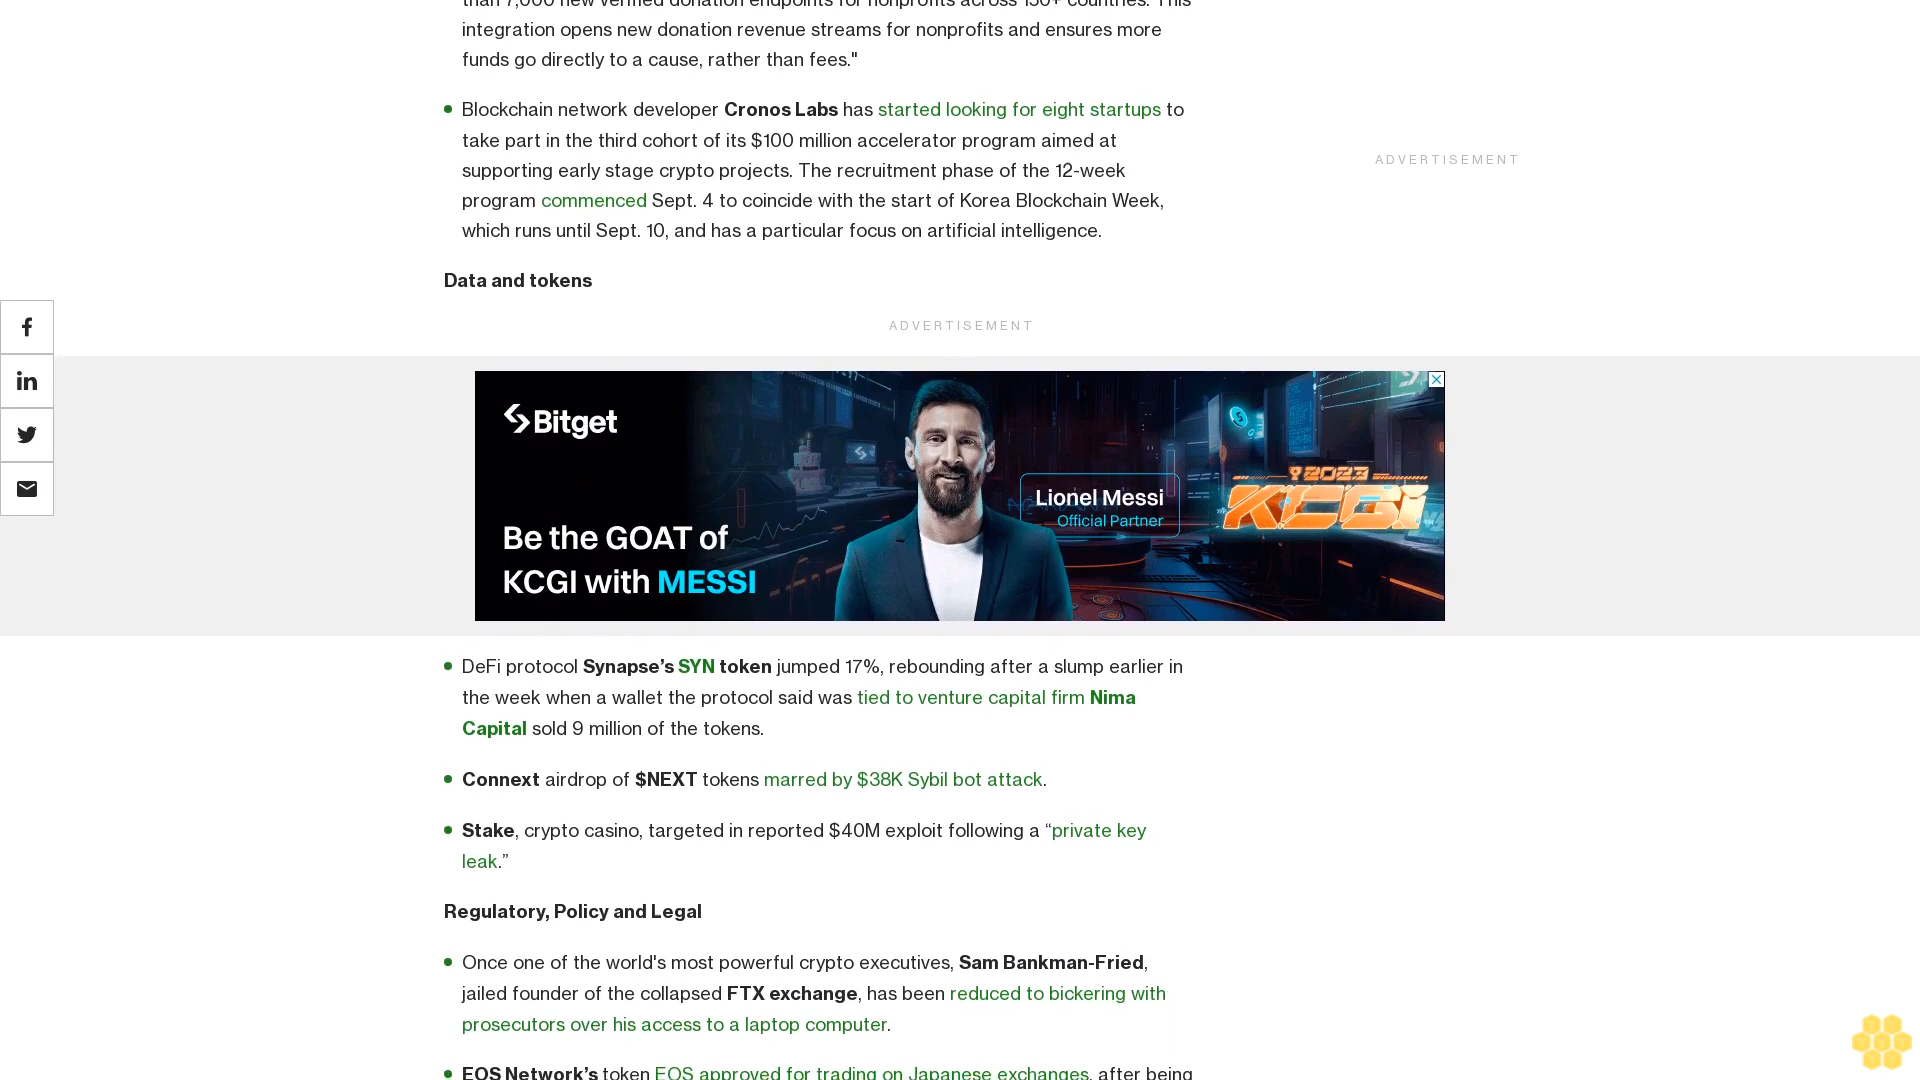 than 7,000 new verified donation endpoints for nonprofits across 150+ countries. This
integration opens new donation revenue streams for nonprofits and ensures more
funds go directly to a cause, rather than fees."
Blockchain network developer Cronos Labs has started looking for eight startups to
take part in the third cohort of its $100 million accelerator program aimed at
supporting early stage crypto projects. The recruitment phase of the 12-week
program commenced Sept. 4 to coincide with the start of Korea Blockchain Week,
which runs until Sept. 10, and has a particular focus on artificial intelligence.
ADVERTISEMENT
Data and tokens
ADVERTISEMENT
Bitget
Be the GOAT of
KCGI with MESSI
Lionel Messi
Official Partner
Y2023
KCGI
DeFi protocol Synapse’s SYN token jumped 17%, rebounding after a slump earlier in
the week when a wallet the protocol said was tied to venture capital firm Nima
Capital sold 9 million of the tokens.
Connext airdrop of $NEXT tokens marred by $38K Sybil bot attack.
Stake, crypto casino, targeted in reported $40M exploit following a “private key
leak.”
Regulatory, Policy and Legal
Once one of the world's most powerful crypto executives, Sam Bankman-Fried,
jailed founder of the collapsed FTX exchange, has been reduced to bickering with
prosecutors over his access to a laptop computer.
EOS Network’s token EOS approved for trading on Japanese exchanges, after being